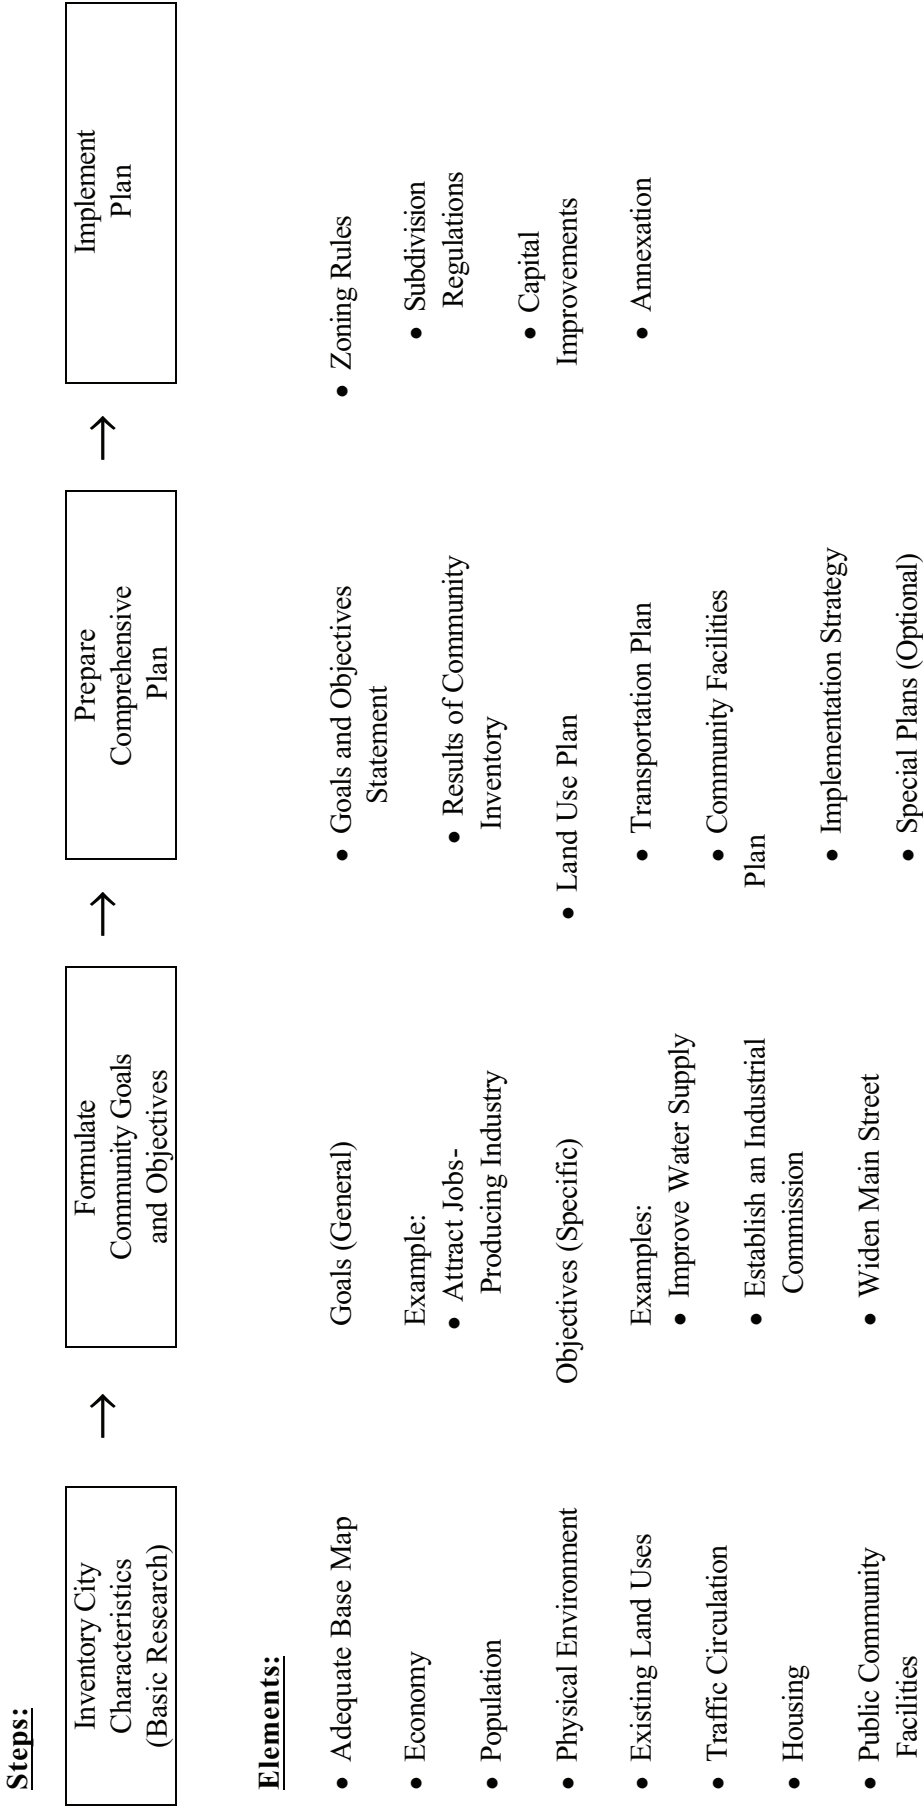 Steps:
Inventory City
Characteristics
(Basic Research)
→
Formulate
Community Goals
and Objectives
→
Prepare
Comprehensive
Plan
→
Implement
Plan
Elements:
• Adequate Base Map
• Economy
• Population
• Physical Environment
• Existing Land Uses
• Traffic Circulation
• Housing
• Public Community
Facilities
Goals (General)
Example:
• Attract Jobs-
Producing Industry
Objectives (Specific)
Examples:
• Improve Water Supply
• Establish an Industrial
Commission
• Widen Main Street
• Goals and Objectives
Statement
• Results of Community
Inventory
• Land Use Plan
• Transportation Plan
• Community Facilities
Plan
• Implementation Strategy
• Special Plans (Optional)
• Zoning Rules
• Subdivision
Regulations
• Capital
Improvements
• Annexation